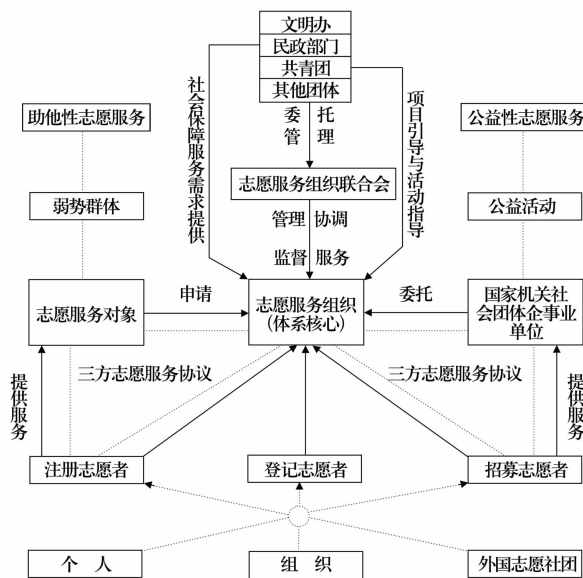 文明办
民政部门
共青团
其他团体
委 托
管 理
社会保障服务需求提供
项目引导与活动指导
助他性志愿服务
公益性志愿服务
志愿服务组织联合会
弱势群体
公益活动
管理 协调
监督 服务
志愿服务对象
申请
志愿服务组织
(体系核心)
委托
国家机关社
会团体企事业
单位
提供服务
三方志愿服务协议
三方志愿服务协议
提供服务
注册志愿者
登记志愿者
招募志愿者
个 人
组 织
外国志愿社团